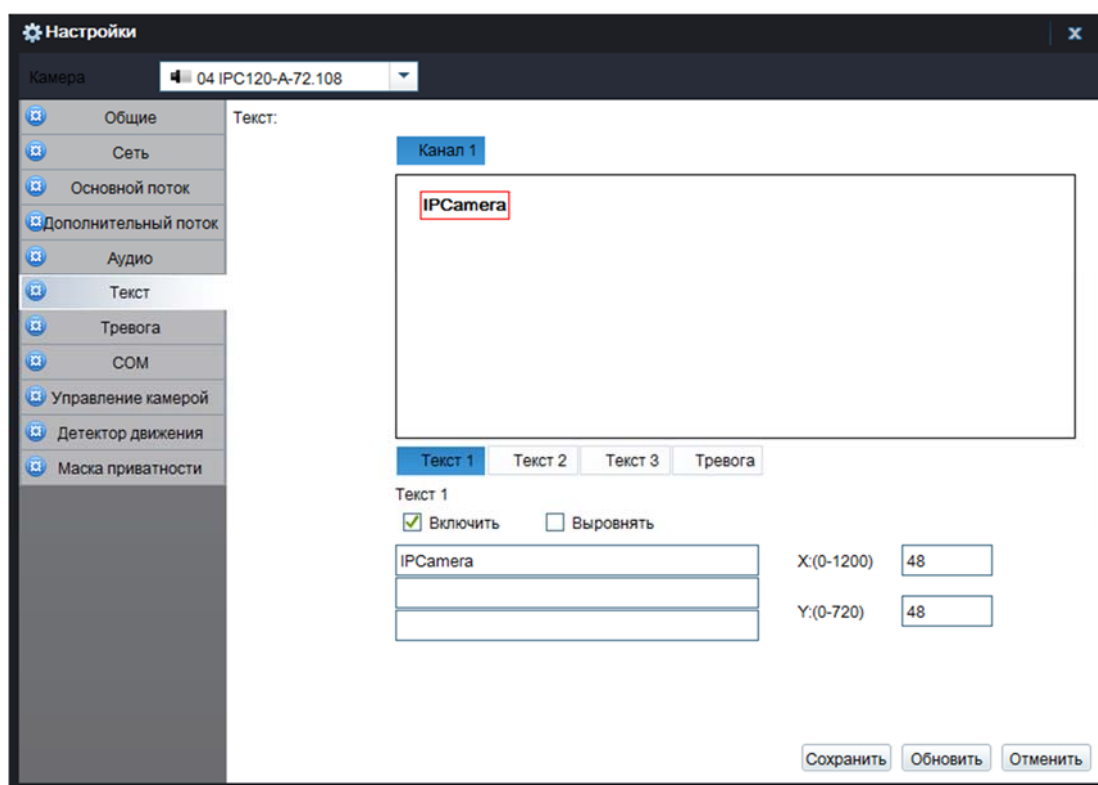 Настройки
Камера 04 IPC120-A-72.108
Общие
Сеть
Основной поток
Дополнительный поток
Аудио
Текст
Тревога
COM
Управление камерой
Детектор движения
Маска приватности
Текст:
Канал 1
IPCamera
Текст 1 Текст 2 Текст 3 Тревога
Текст 1
Включить Выровнять
IPCamera X:(0-1200) 48
Y:(0-720) 48
Сохранить Обновить Отменить